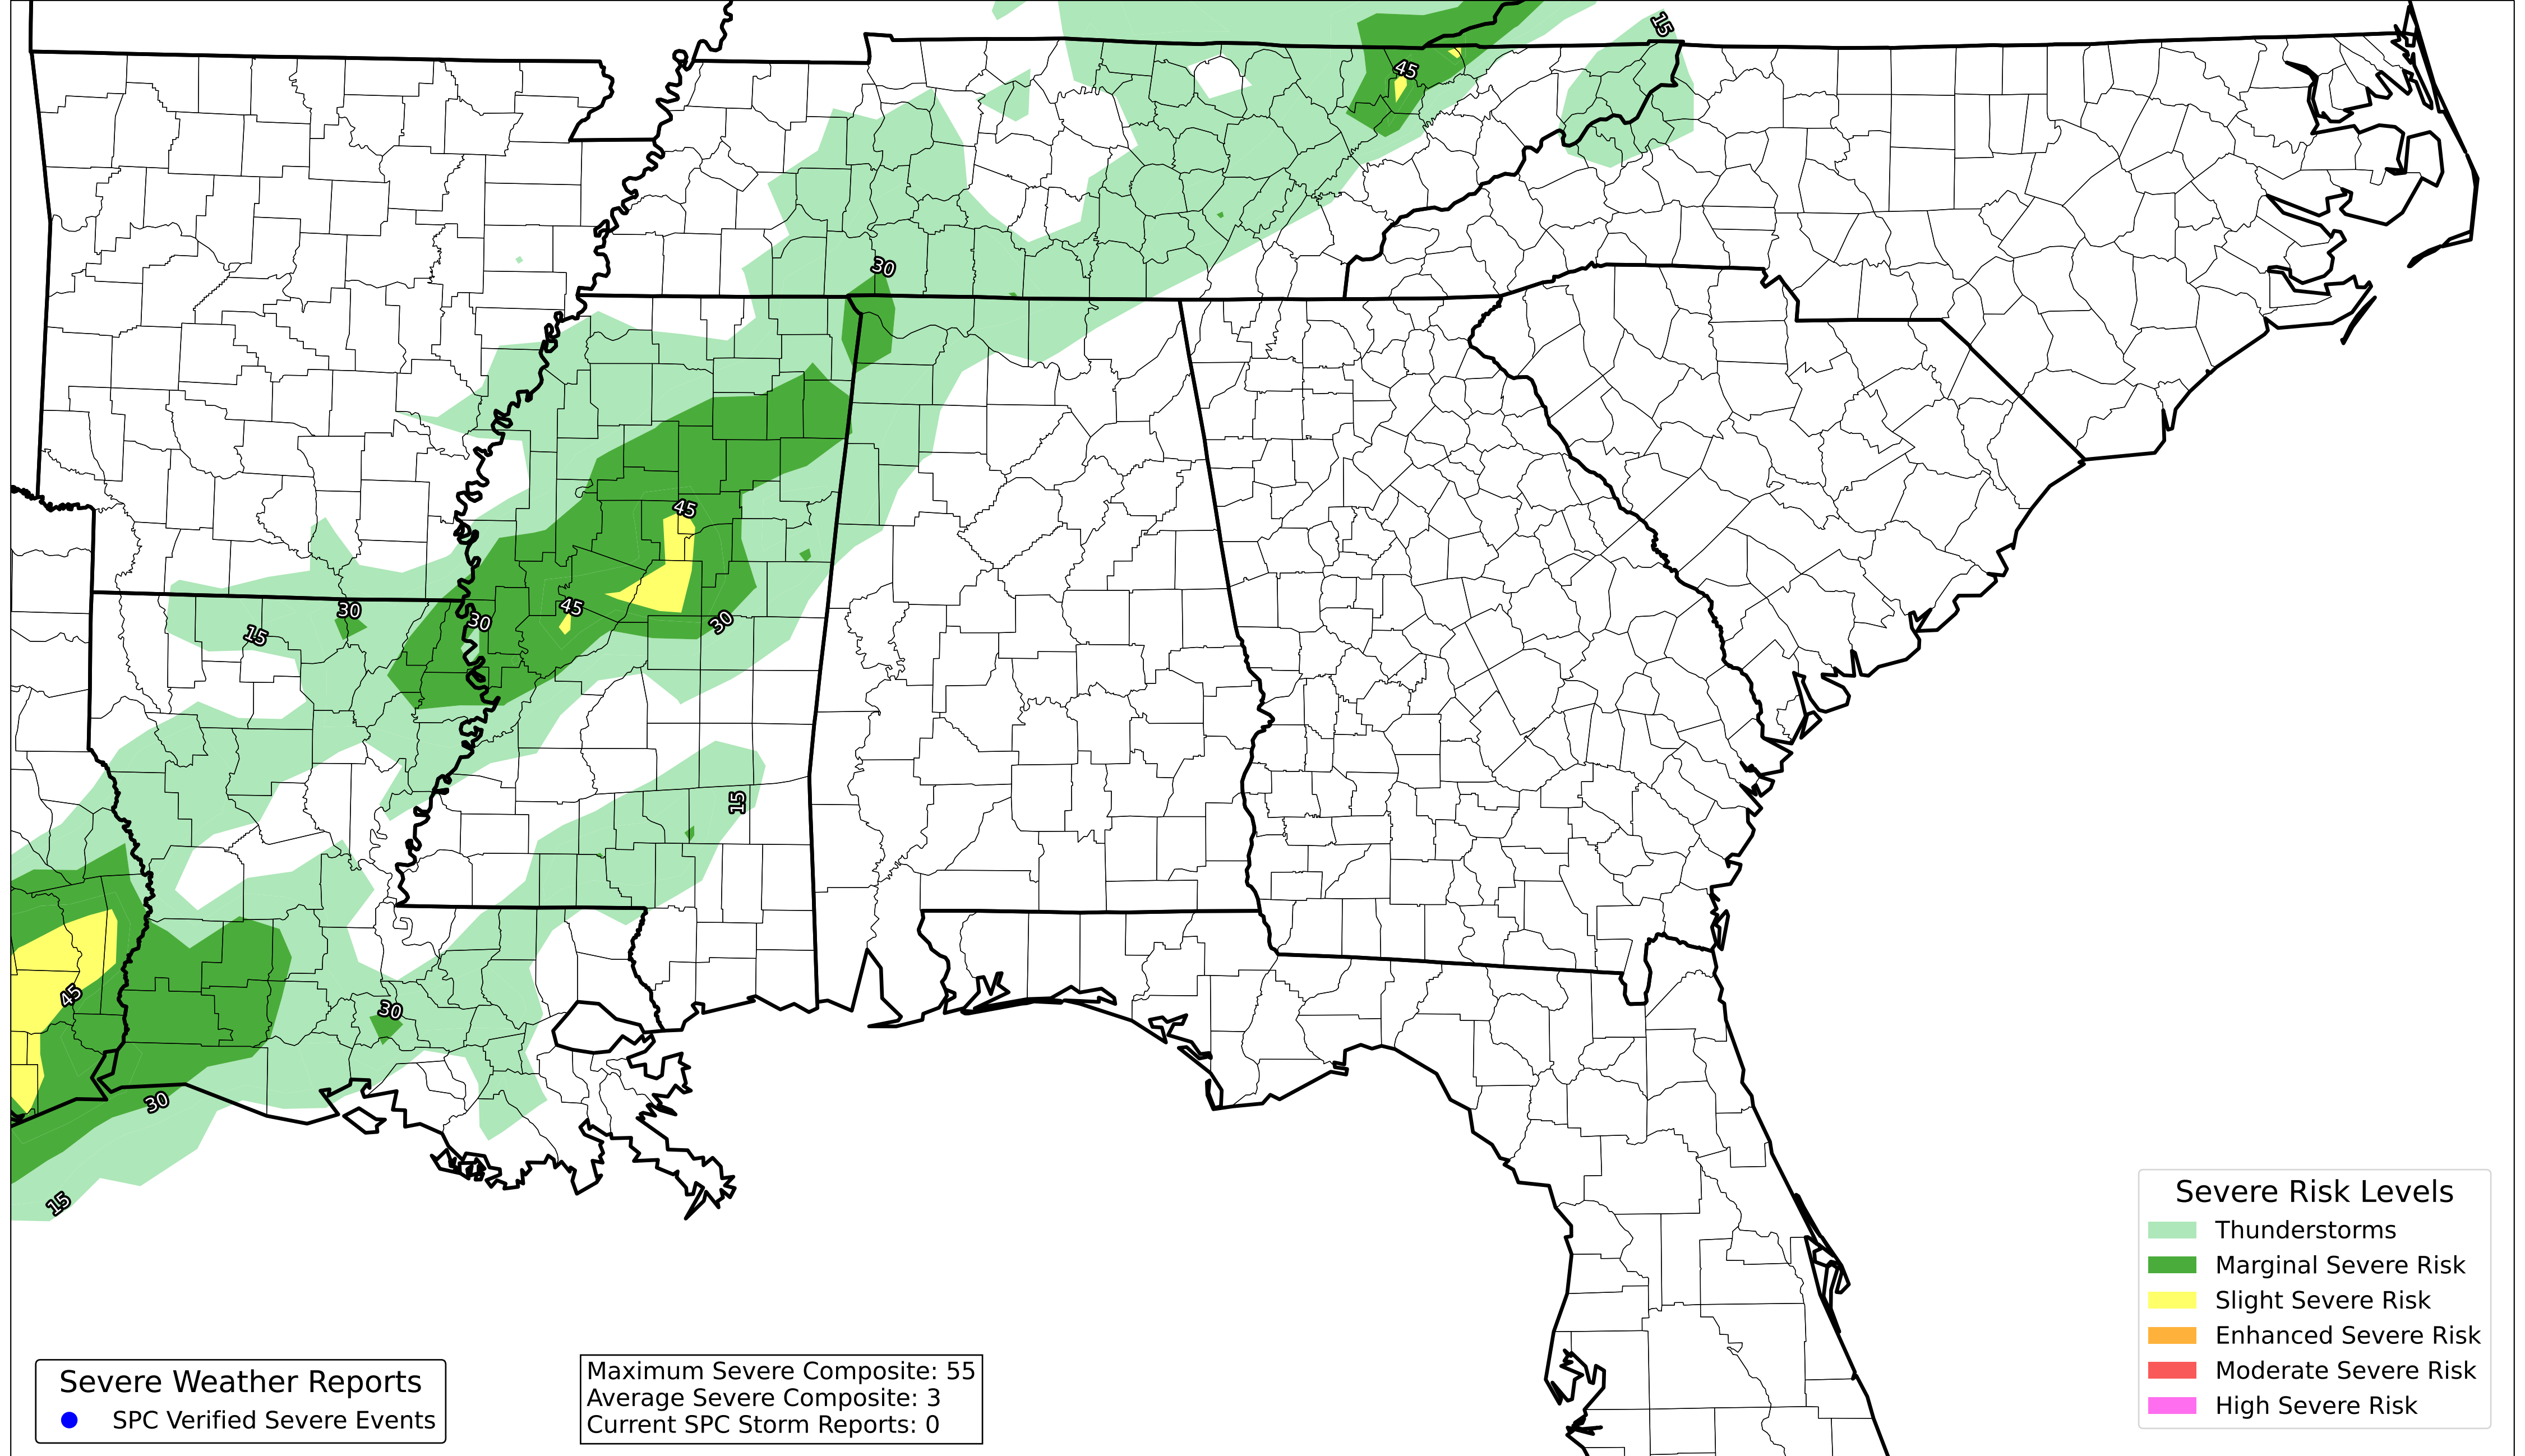 15
45
30
45
30
45
30
15
30
15
45
30
30
15
Severe Risk Levels
Thunderstorms
Marginal Severe Risk
Slight Severe Risk
Enhanced Severe Risk
Moderate Severe Risk
High Severe Risk
Severe Weather Reports
SPC Verified Severe Events
Maximum Severe Composite: 55
Average Severe Composite: 3
Current SPC Storm Reports: 0